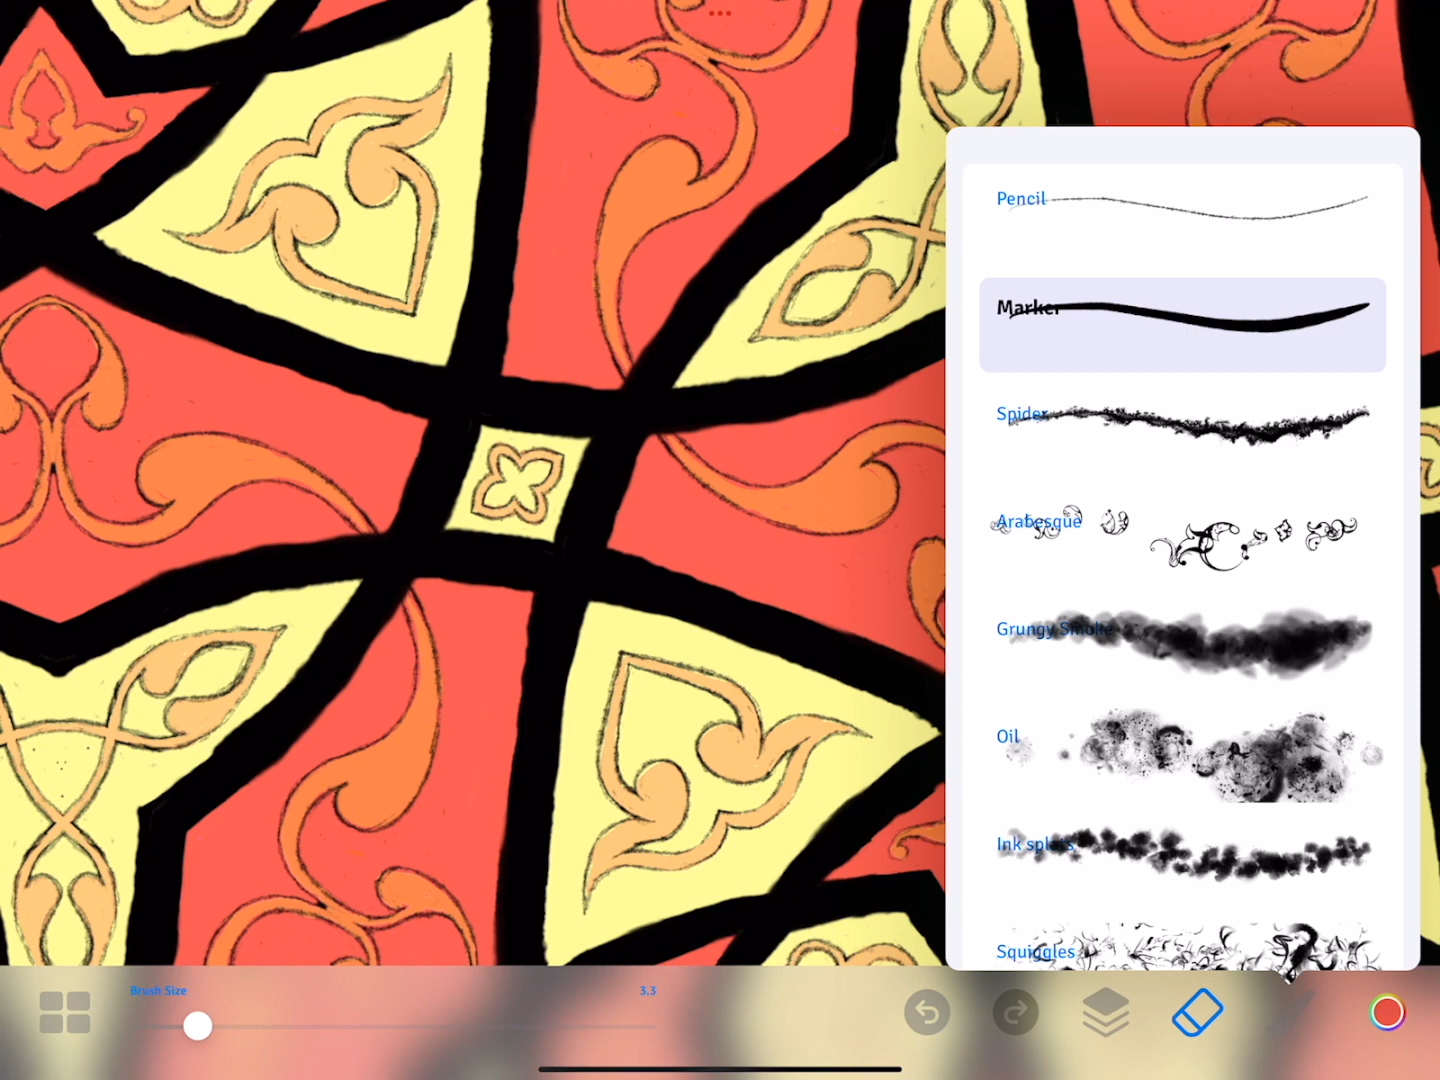 Pencil
Marker
Spider
Arabesque
Grungy Smoke
Oil
Ink splats
Squiggles
Brush Size
3.3